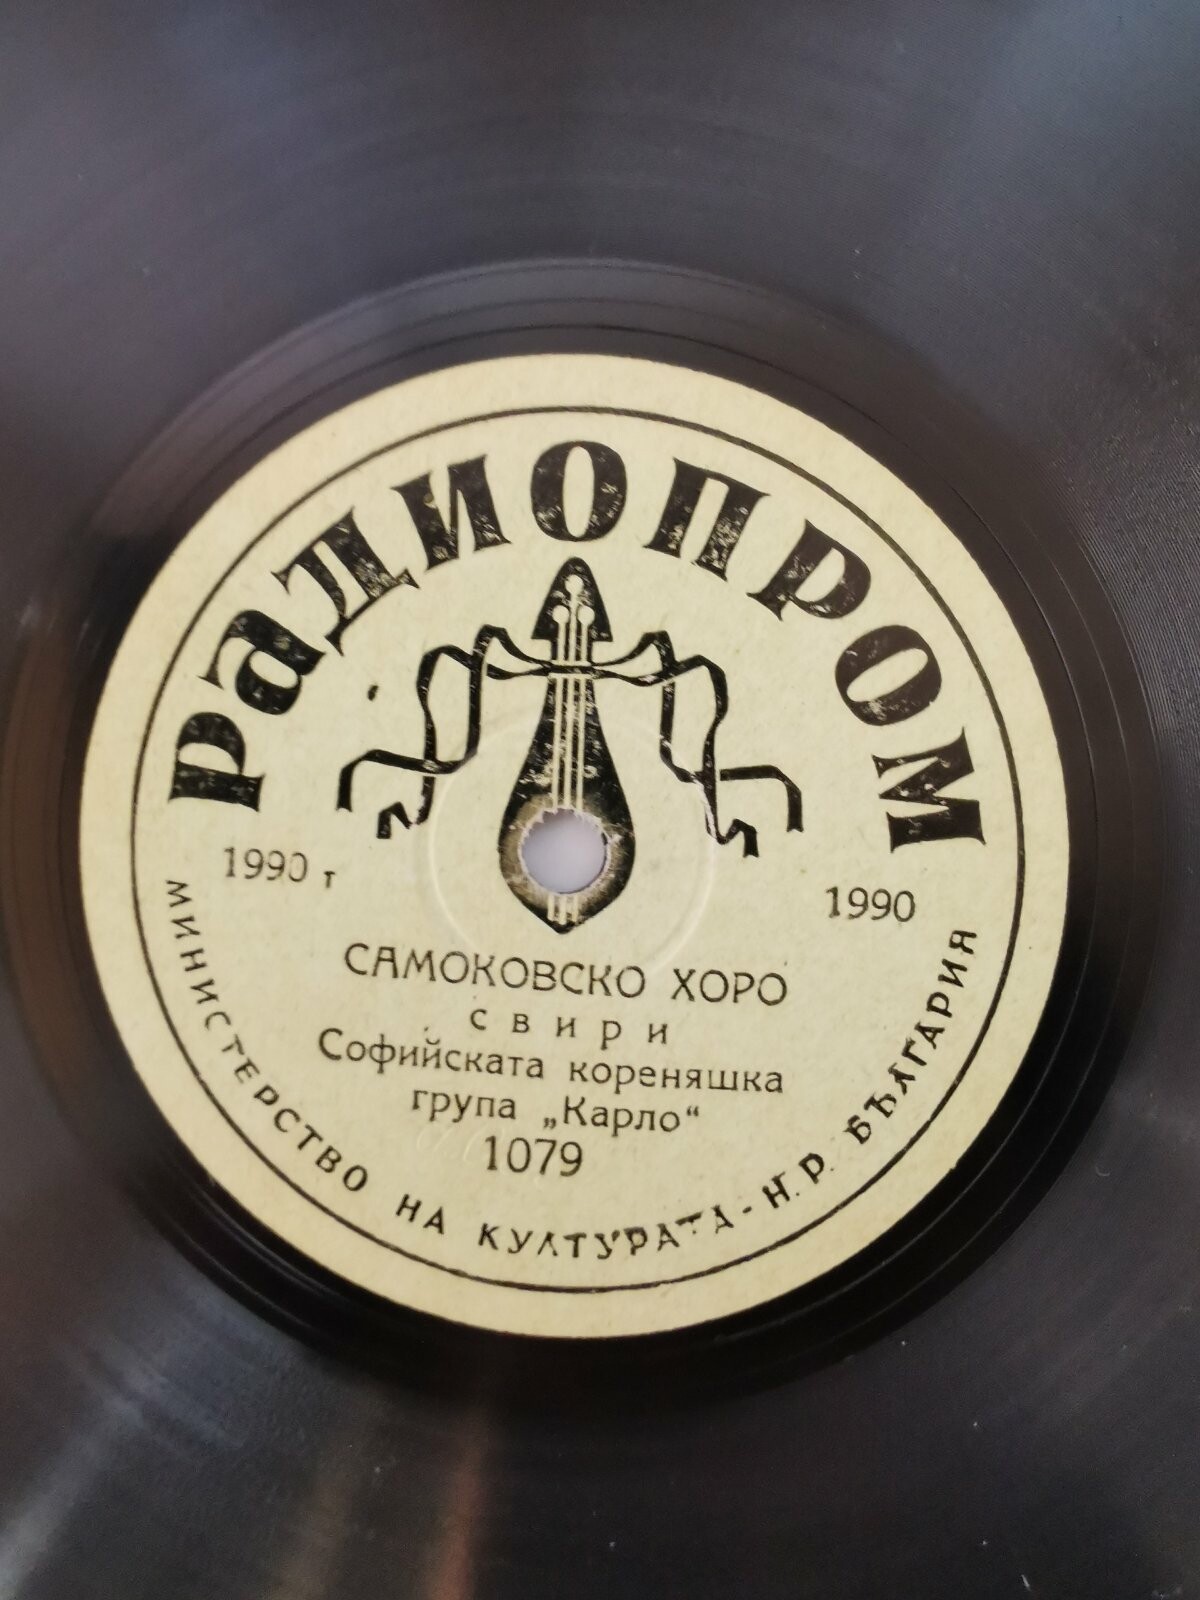 Радиопром
1990 т
1990
САМОКОВСКО ХОРО
свири
Софийската кореняшка
група „Карло“
1079
МИНИСТЕРСТВО НА КУЛТУРАТА - Н. Р. БЪЛГАРИЯ